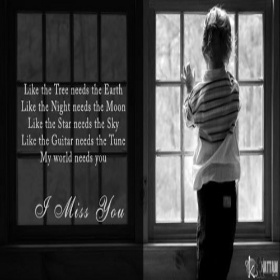 Like the Tree needs the Earth
Like the Night needs the Moon
Like the Star needs the Sky
Like the Guitar needs the Tune
My world needs you
I Miss You